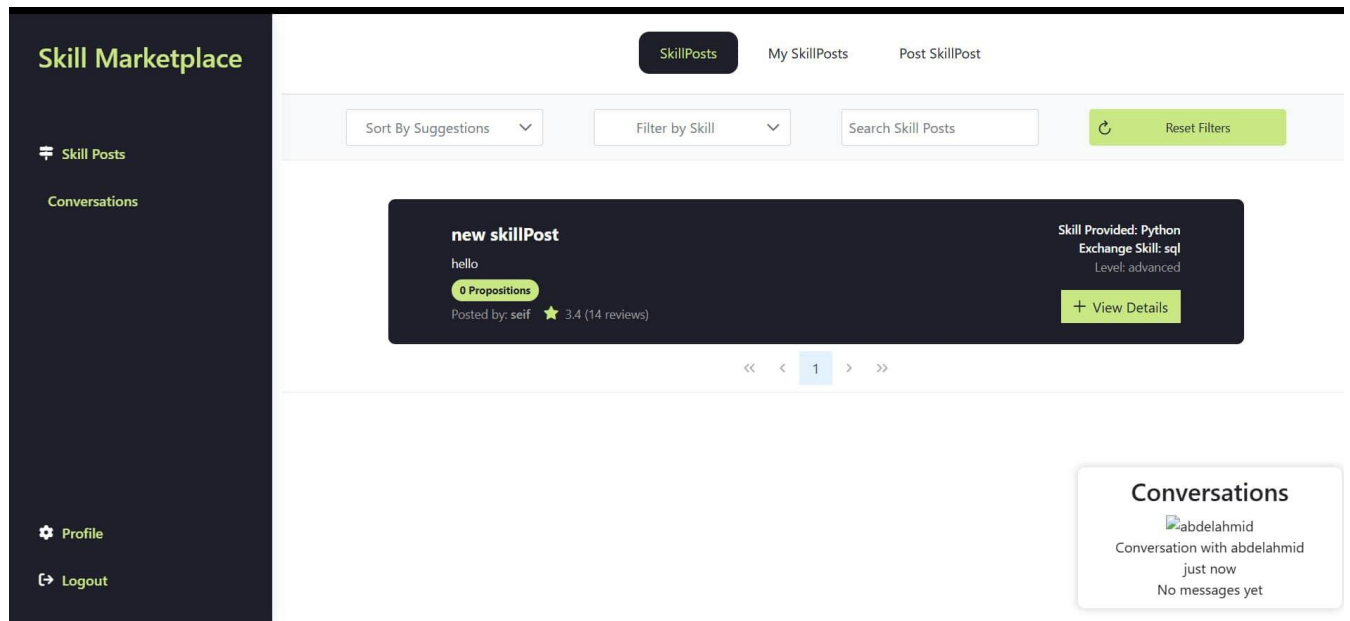 Skill Marketplace
Skill Posts
Conversations
Profile
Logout
SkillPosts
My SkillPosts
Post SkillPost
Sort By Suggestions
Filter by Skill
Search Skill Posts
Reset Filters
new skillPost
hello
0 Propositions
Posted by: seif 3.4 (14 reviews)
Skill Provided: Python
Exchange Skill: sql
Level: advanced
+ View Details
<< < 1 > >>
Conversations
abdelahmid
Conversation with abdelahmid
just now
No messages yet